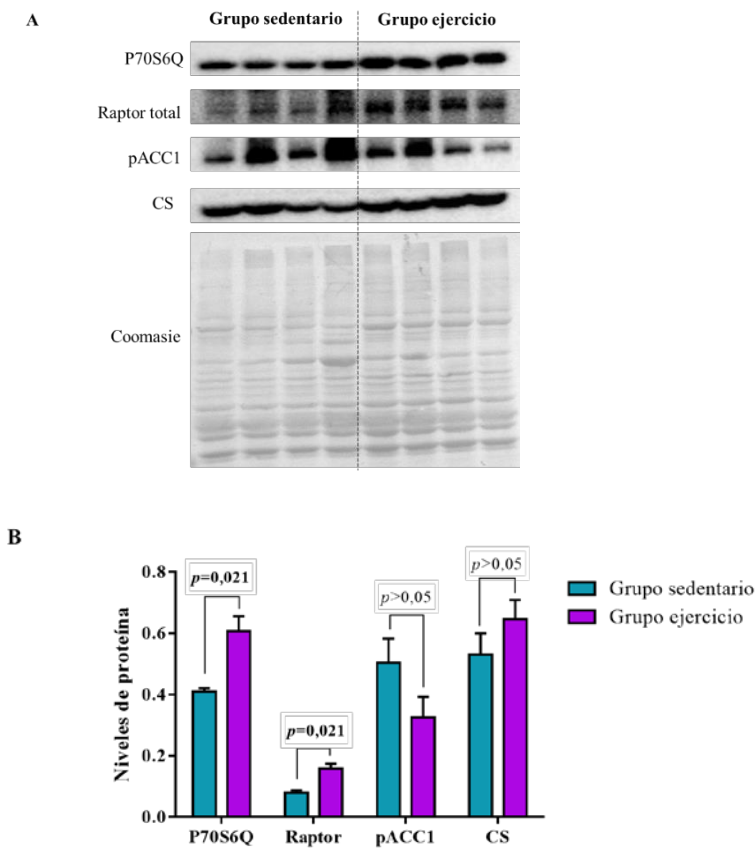 A
Grupo sedentario
Grupo ejercicio
P70S6Q
Raptor total
pACC1
CS
Coomasie
B
Niveles de proteína
0.8
0.6
0.4
0.2
0.0
p=0,021
p=0,021
p>0,05
p>0,05
P70S6Q
Raptor
pACC1
CS
Grupo sedentario
Grupo ejercicio